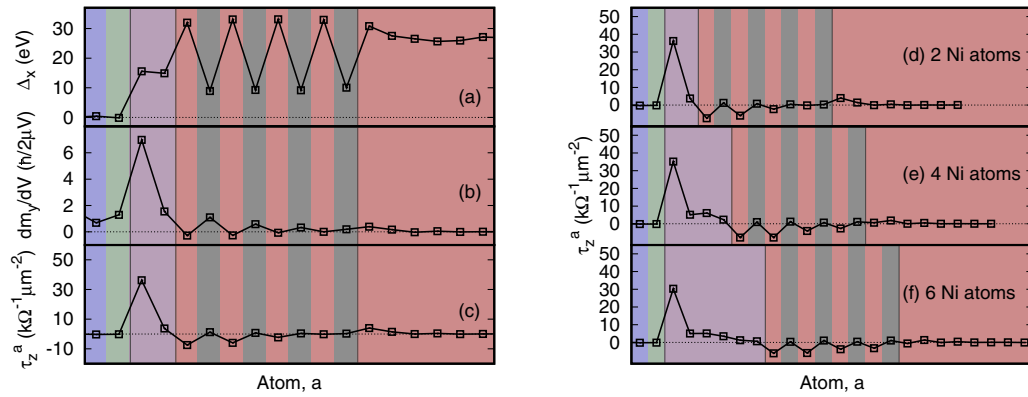 Δx (eV)
30
20
10
0
(a)
dmy/dV (ħ/2μV)
6
4
2
0
(b)
τz^a (kΩ⁻¹μm⁻²)
50
30
10
-10
(c)
Atom, a
τz^a (kΩ⁻¹μm⁻²)
50
40
30
20
10
0
(d) 2 Ni atoms
50
40
30
20
10
0
(e) 4 Ni atoms
50
40
30
20
10
0
(f) 6 Ni atoms
Atom, a